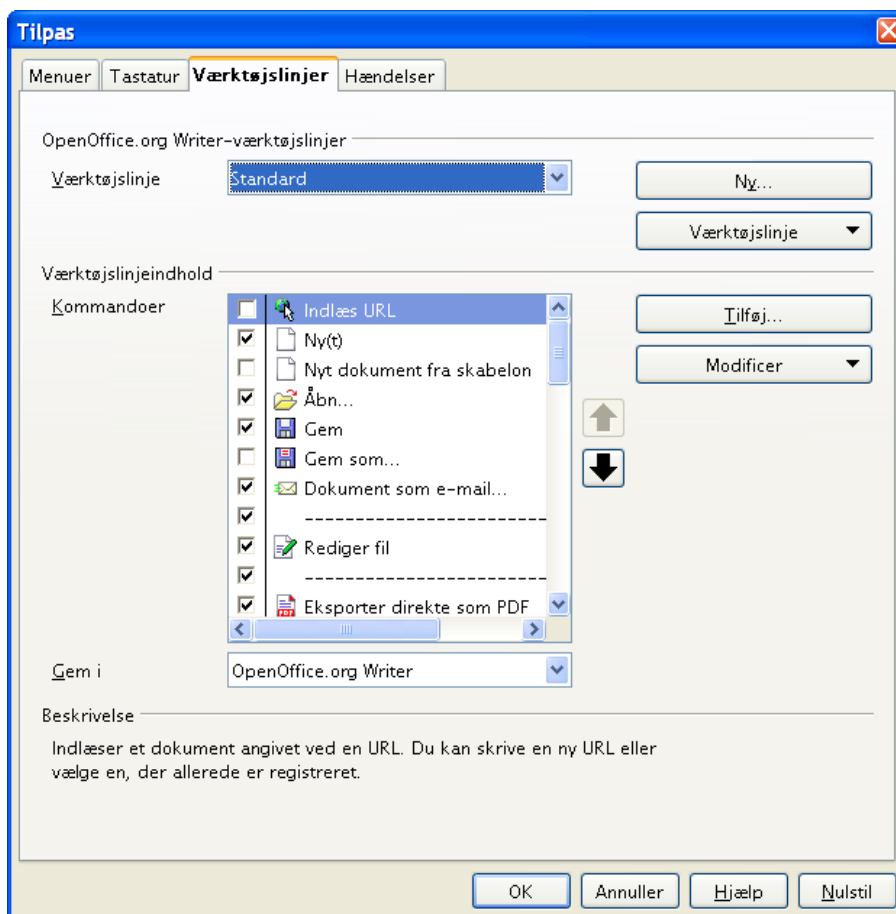 Tilpas
Menuer Tastatur Værktøjslinjer Hændelser
OpenOffice.org Writer-værktøjslinjer
Værktøjslinje Standard Ny...
Værktøjslinje
Værktøjslinjeindhold
Kommandoer Indlæs URL Tilføj...
Ny(t)
Nyt dokument fra skabelon Modificer
Åbn...
Gem
Gem som...
Dokument som e-mail...
------------------------
Rediger fil
------------------------
Eksporter direkte som PDF
Gem i OpenOffice.org Writer
Beskrivelse
Indlæser et dokument angivet ved en URL. Du kan skrive en ny URL eller
vælge en, der allerede er registreret.
OK Annuller Hjælp Nulstil